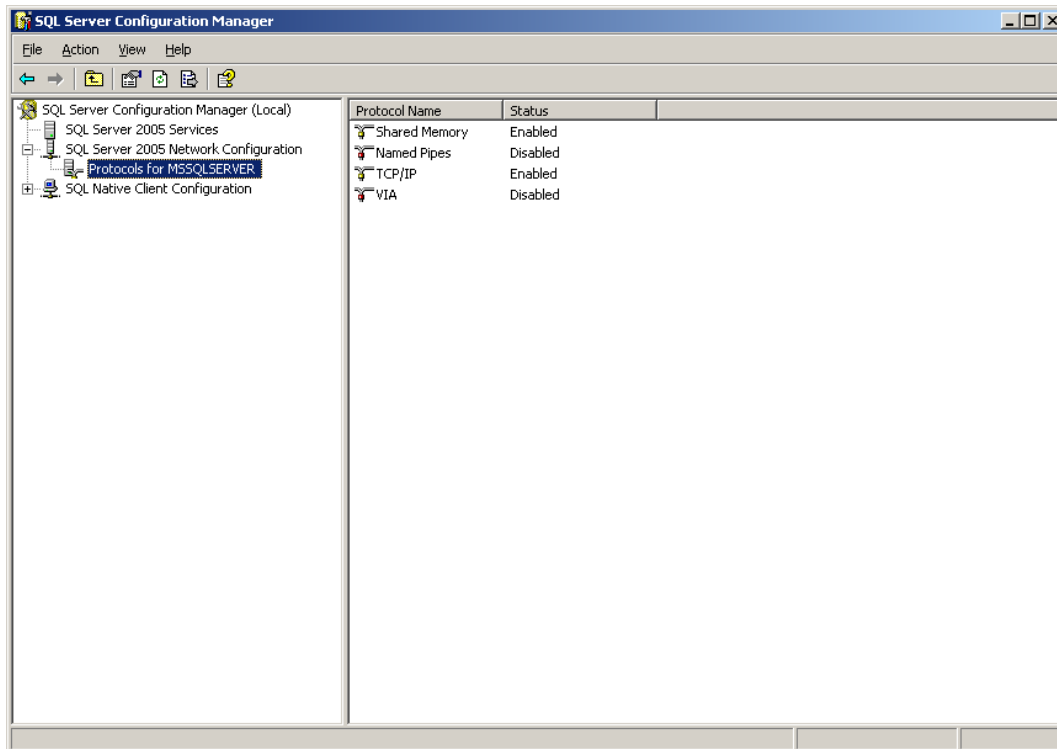 SQL Server Configuration Manager
File Action View Help
SQL Server Configuration Manager (Local)
SQL Server 2005 Services
SQL Server 2005 Network Configuration
Protocols for MSSQLSERVER
SQL Native Client Configuration
Protocol Name Status
Shared Memory Enabled
Named Pipes Disabled
TCP/IP Enabled
VIA Disabled